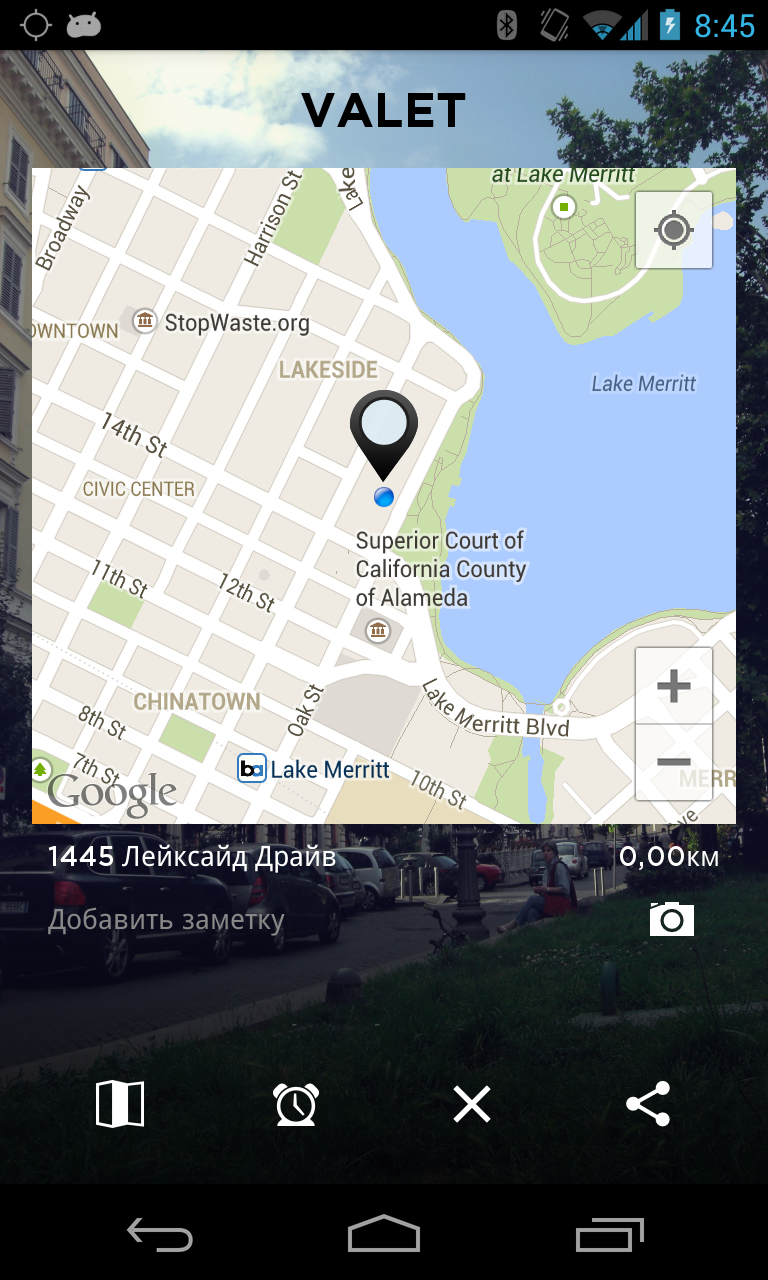 8:45
VALET
at Lake Merritt
Lake
Harrison St
Broadway
StopWaste.org
OWNTOWN
LAKESIDE
Lake Merritt
14th St
CIVIC CENTER
Superior Court of
California County
of Alameda
11th St
12th St
CHINATOWN
Oak St
Lake Merritt Blvd
8th St
7th St
ba Lake Merritt
10th St
MERR
ve
Google
1445 Лейксайд Драйв
0,00км
Добавить заметку